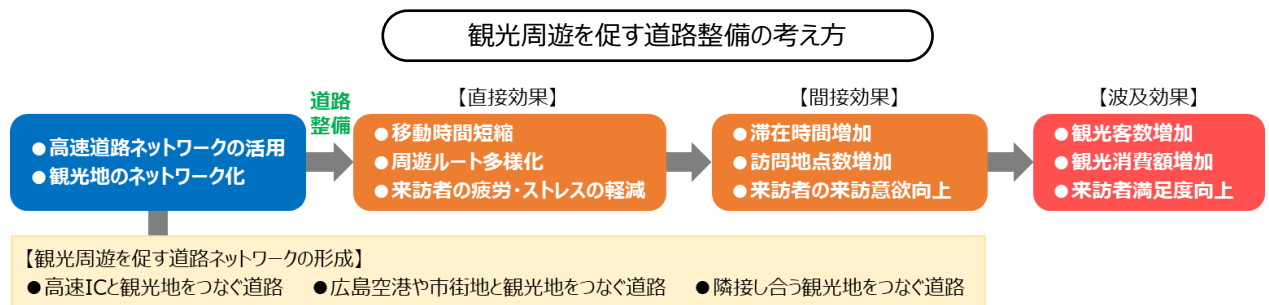 観光周遊を促す道路整備の考え方
道路
整備
●高速道路ネットワークの活用
●観光地のネットワーク化
【直接効果】
●移動時間短縮
●周遊ルート多様化
●来訪者の疲労・ストレスの軽減
【間接効果】
●滞在時間増加
●訪問地点数増加
●来訪者の来訪意欲向上
【波及効果】
●観光客数増加
●観光消費額増加
●来訪者満足度向上
【観光周遊を促す道路ネットワークの形成】
●高速ICと観光地をつなぐ道路 ●広島空港や市街地と観光地をつなぐ道路 ●隣接し合う観光地をつなぐ道路